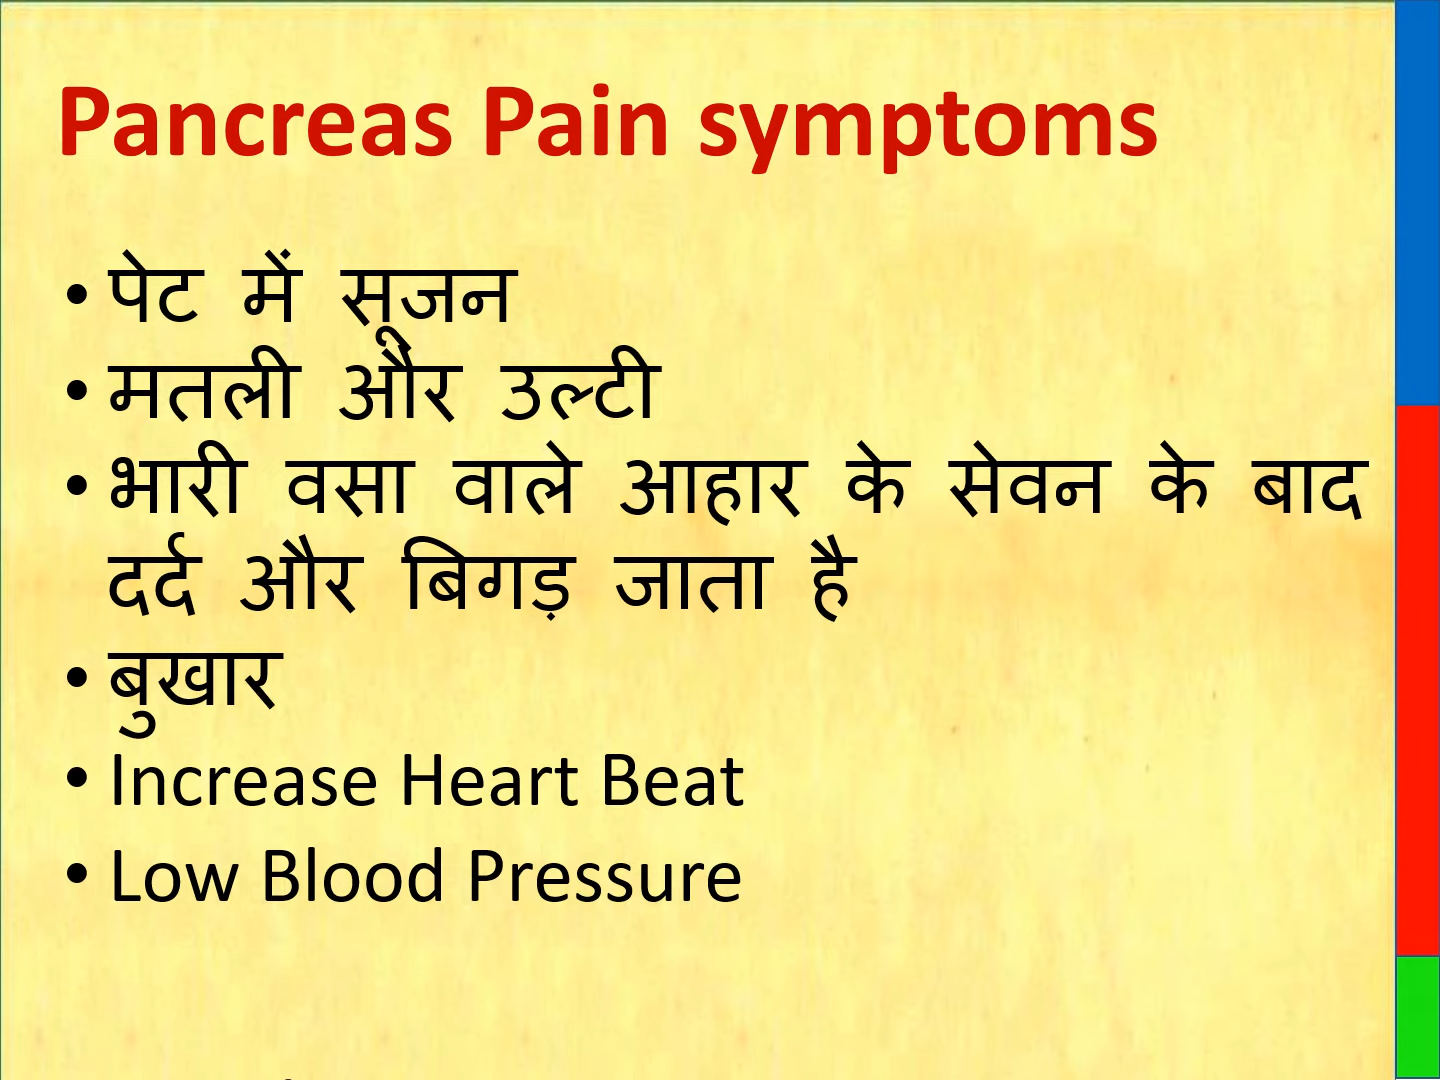 Pancreas Pain symptoms
• पेट में सूजन
• मतली और उल्टी
• भारी वसा वाले आहार के सेवन के बाद
दर्द और बिगड़ जाता है
• बुखार
• Increase Heart Beat
• Low Blood Pressure